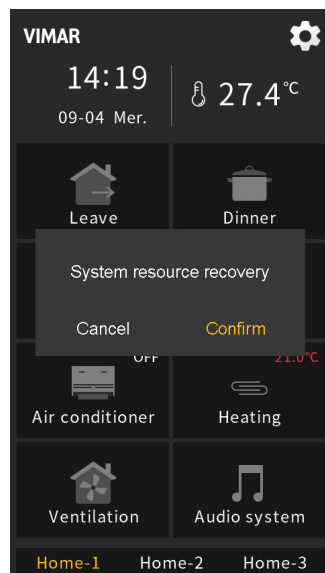 VIMAR
14:19
27.4°C
09-04 Mer.
Leave
Dinner
System resource recovery
Cancel
Confirm
OFF
21.0°C
Air conditioner
Heating
Ventilation
Audio system
Home-1
Home-2
Home-3